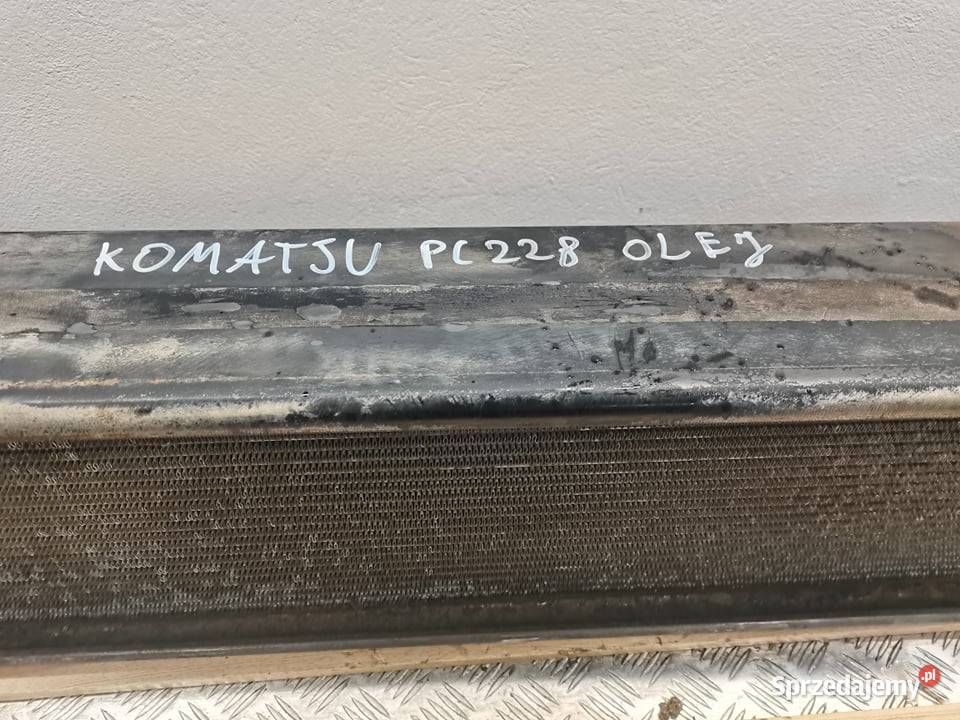 KOMATSU PC228 OLEJ
Sprzedajemy.pl